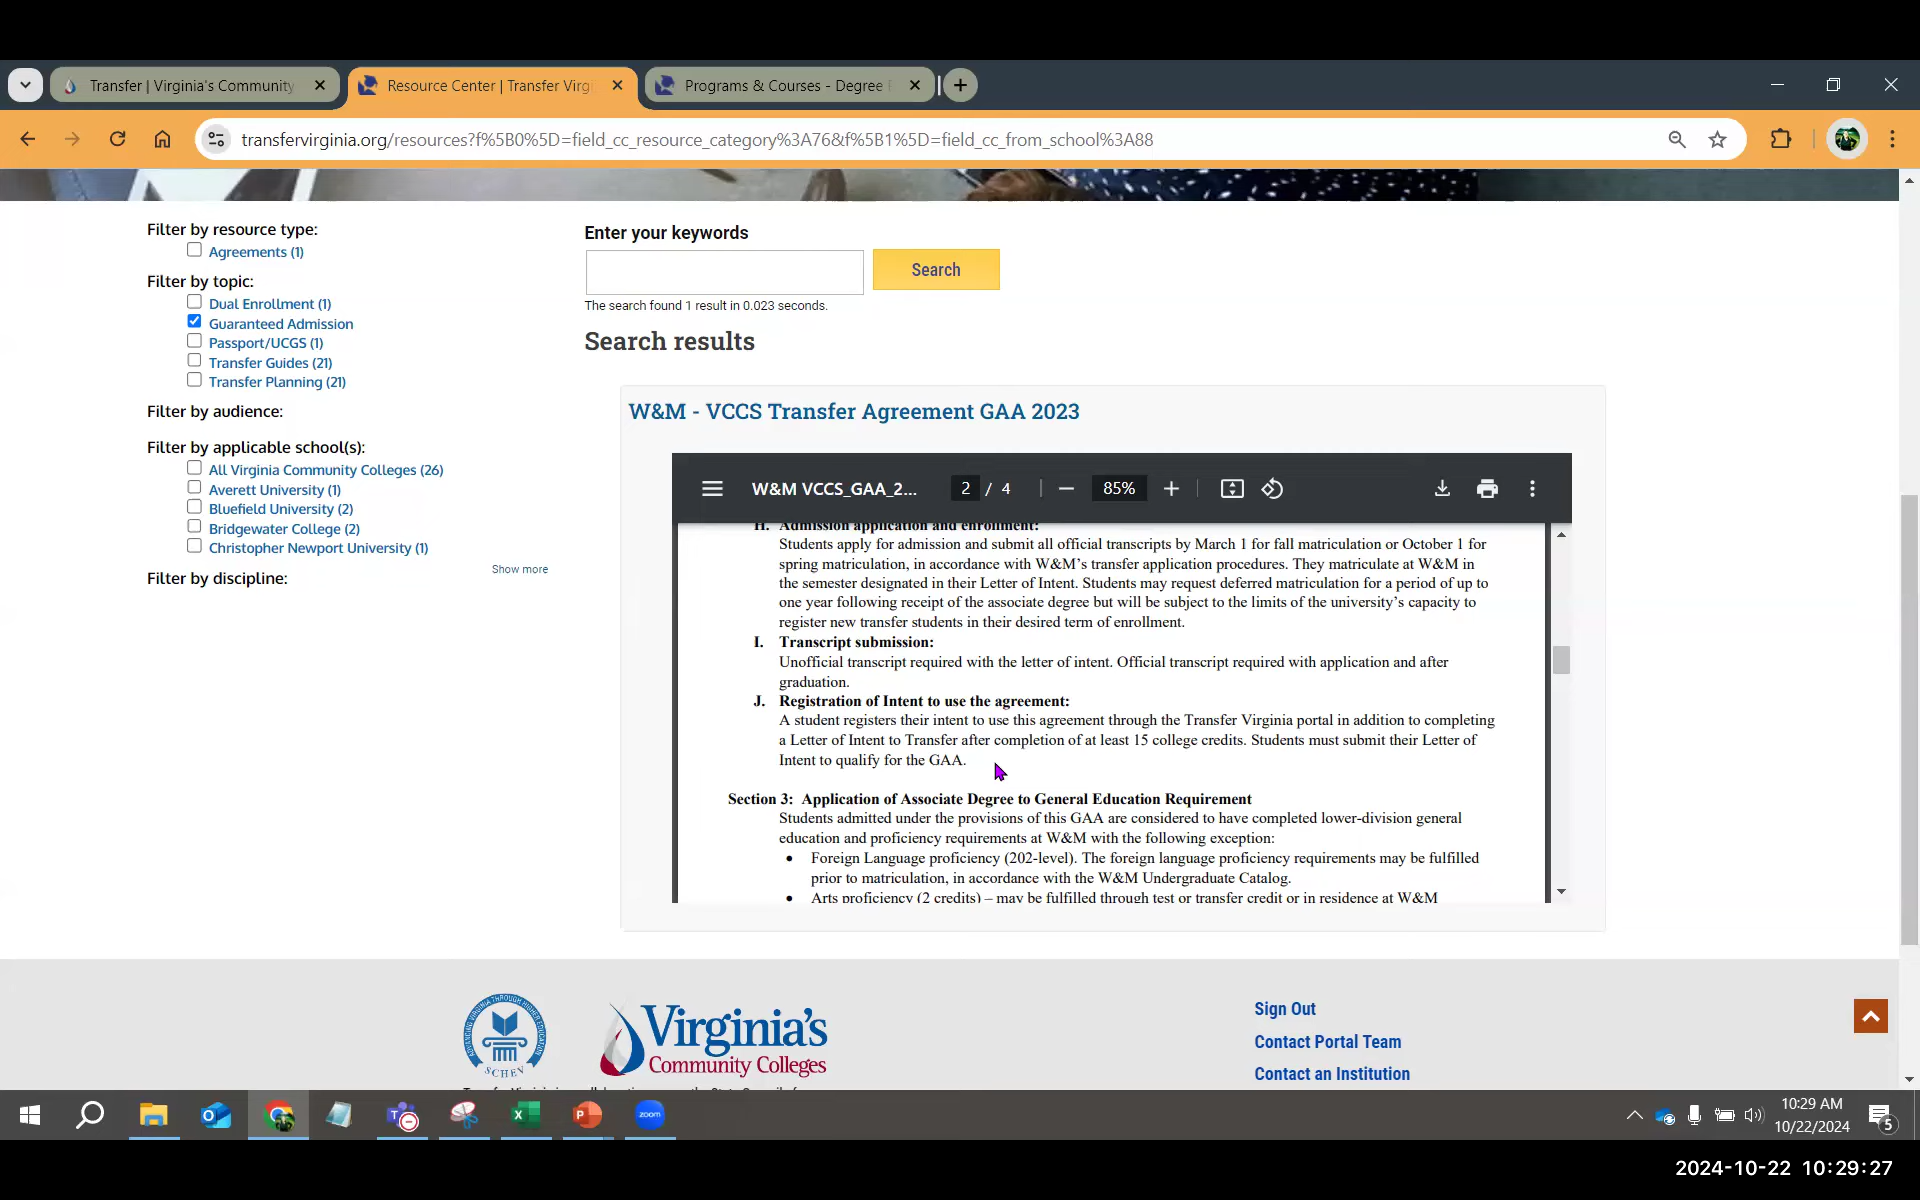 Transfer | Virginia's Community
Resource Center | Transfer Virg
Programs & Courses - Degree
transfervirginia.org/resources?f%5B0%5D=field_cc_resource_category%3A76&f%5B1%5D=field_cc_from_school%3A88
Filter by resource type:
Agreements (1)
Filter by topic:
Dual Enrollment (1)
Guaranteed Admission
Passport/UCGS (1)
Transfer Guides (21)
Transfer Planning (21)
Filter by audience:
Filter by applicable school(s):
All Virginia Community Colleges (26)
Averett University (1)
Bluefield University (2)
Bridgewater College (2)
Christopher Newport University (1)
Show more
Filter by discipline:
Enter your keywords
Search
The search found 1 result in 0.023 seconds.
Search results
W&M - VCCS Transfer Agreement GAA 2023
W&M VCCS_GAA_2...
2 / 4
85%
H. Admission application and enrollment:
Students apply for admission and submit all official transcripts by March 1 for fall matriculation or October 1 for
spring matriculation, in accordance with W&M's transfer application procedures. They matriculate at W&M in
the semester designated in their Letter of Intent. Students may request deferred matriculation for a period of up to
one year following receipt of the associate degree but will be subject to the limits of the university's capacity to
register new transfer students in their desired term of enrollment.
I. Transcript submission:
Unofficial transcript required with the letter of intent. Official transcript required with application and after
graduation.
J. Registration of Intent to use the agreement:
A student registers their intent to use this agreement through the Transfer Virginia portal in addition to completing
a Letter of Intent to Transfer after completion of at least 15 college credits. Students must submit their Letter of
Intent to qualify for the GAA.
Section 3: Application of Associate Degree to General Education Requirement
Students admitted under the provisions of this GAA are considered to have completed lower-division general
education and proficiency requirements at W&M with the following exception:
• Foreign Language proficiency (202-level). The foreign language proficiency requirements may be fulfilled
prior to matriculation, in accordance with the W&M Undergraduate Catalog.
• Arts proficiency (2 credits) – may be fulfilled through test or transfer credit or in residence at W&M
ADVANCING VIRGINIA THROUGH HIGHER EDUCATION
SCHEV
Virginia's
Community Colleges
Sign Out
Contact Portal Team
Contact an Institution
zoom
10:29 AM
10/22/2024
5
2024-10-22 10:29:27